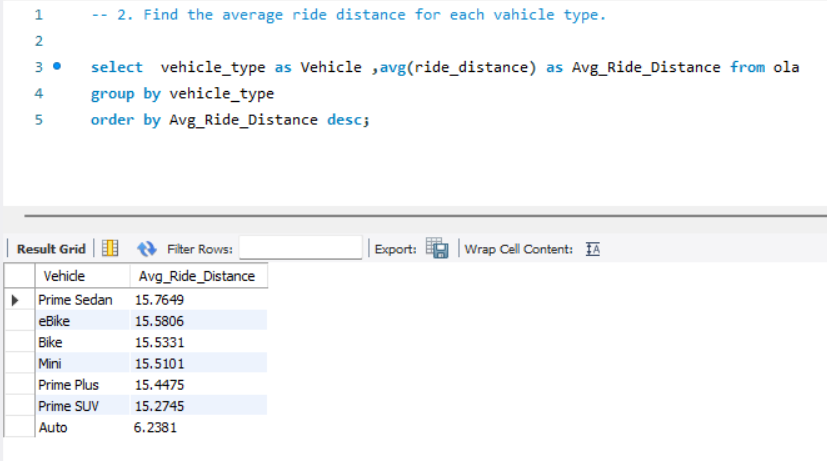 1 -- 2. Find the average ride distance for each vahicle type.
2
3 select vehicle_type as Vehicle ,avg(ride_distance) as Avg_Ride_Distance from ola
4 group by vehicle_type
5 order by Avg_Ride_Distance desc;
Result Grid Filter Rows: Export: Wrap Cell Content: IA
Vehicle Avg_Ride_Distance
Prime Sedan 15.7649
eBike 15.5806
Bike 15.5331
Mini 15.5101
Prime Plus 15.4475
Prime SUV 15.2745
Auto 6.2381